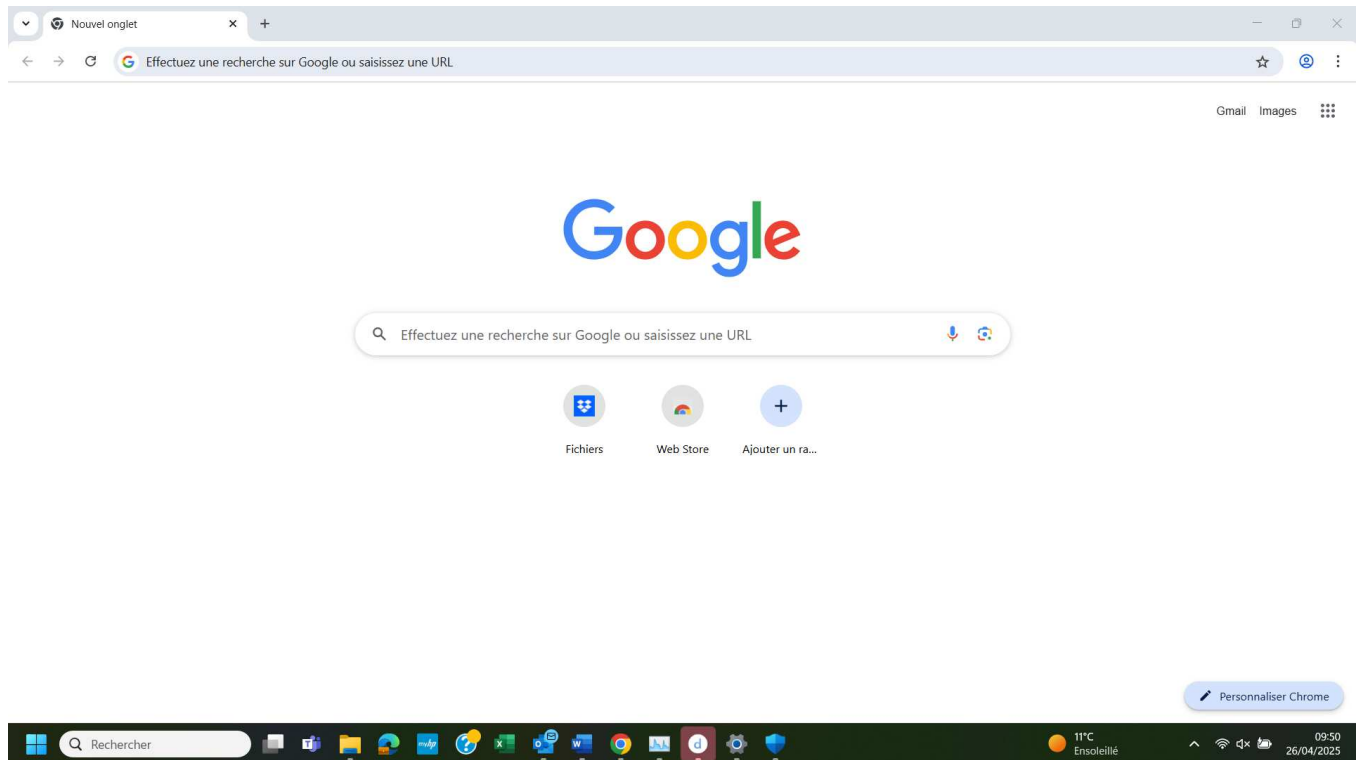 Nouvel onglet
Effectuez une recherche sur Google ou saisissez une URL
Gmail Images
Google
Effectuez une recherche sur Google ou saisissez une URL
Fichiers Web Store Ajouter un ra...
Personnaliser Chrome
Rechercher
11°C
Ensoleillé
09:50
26/04/2025